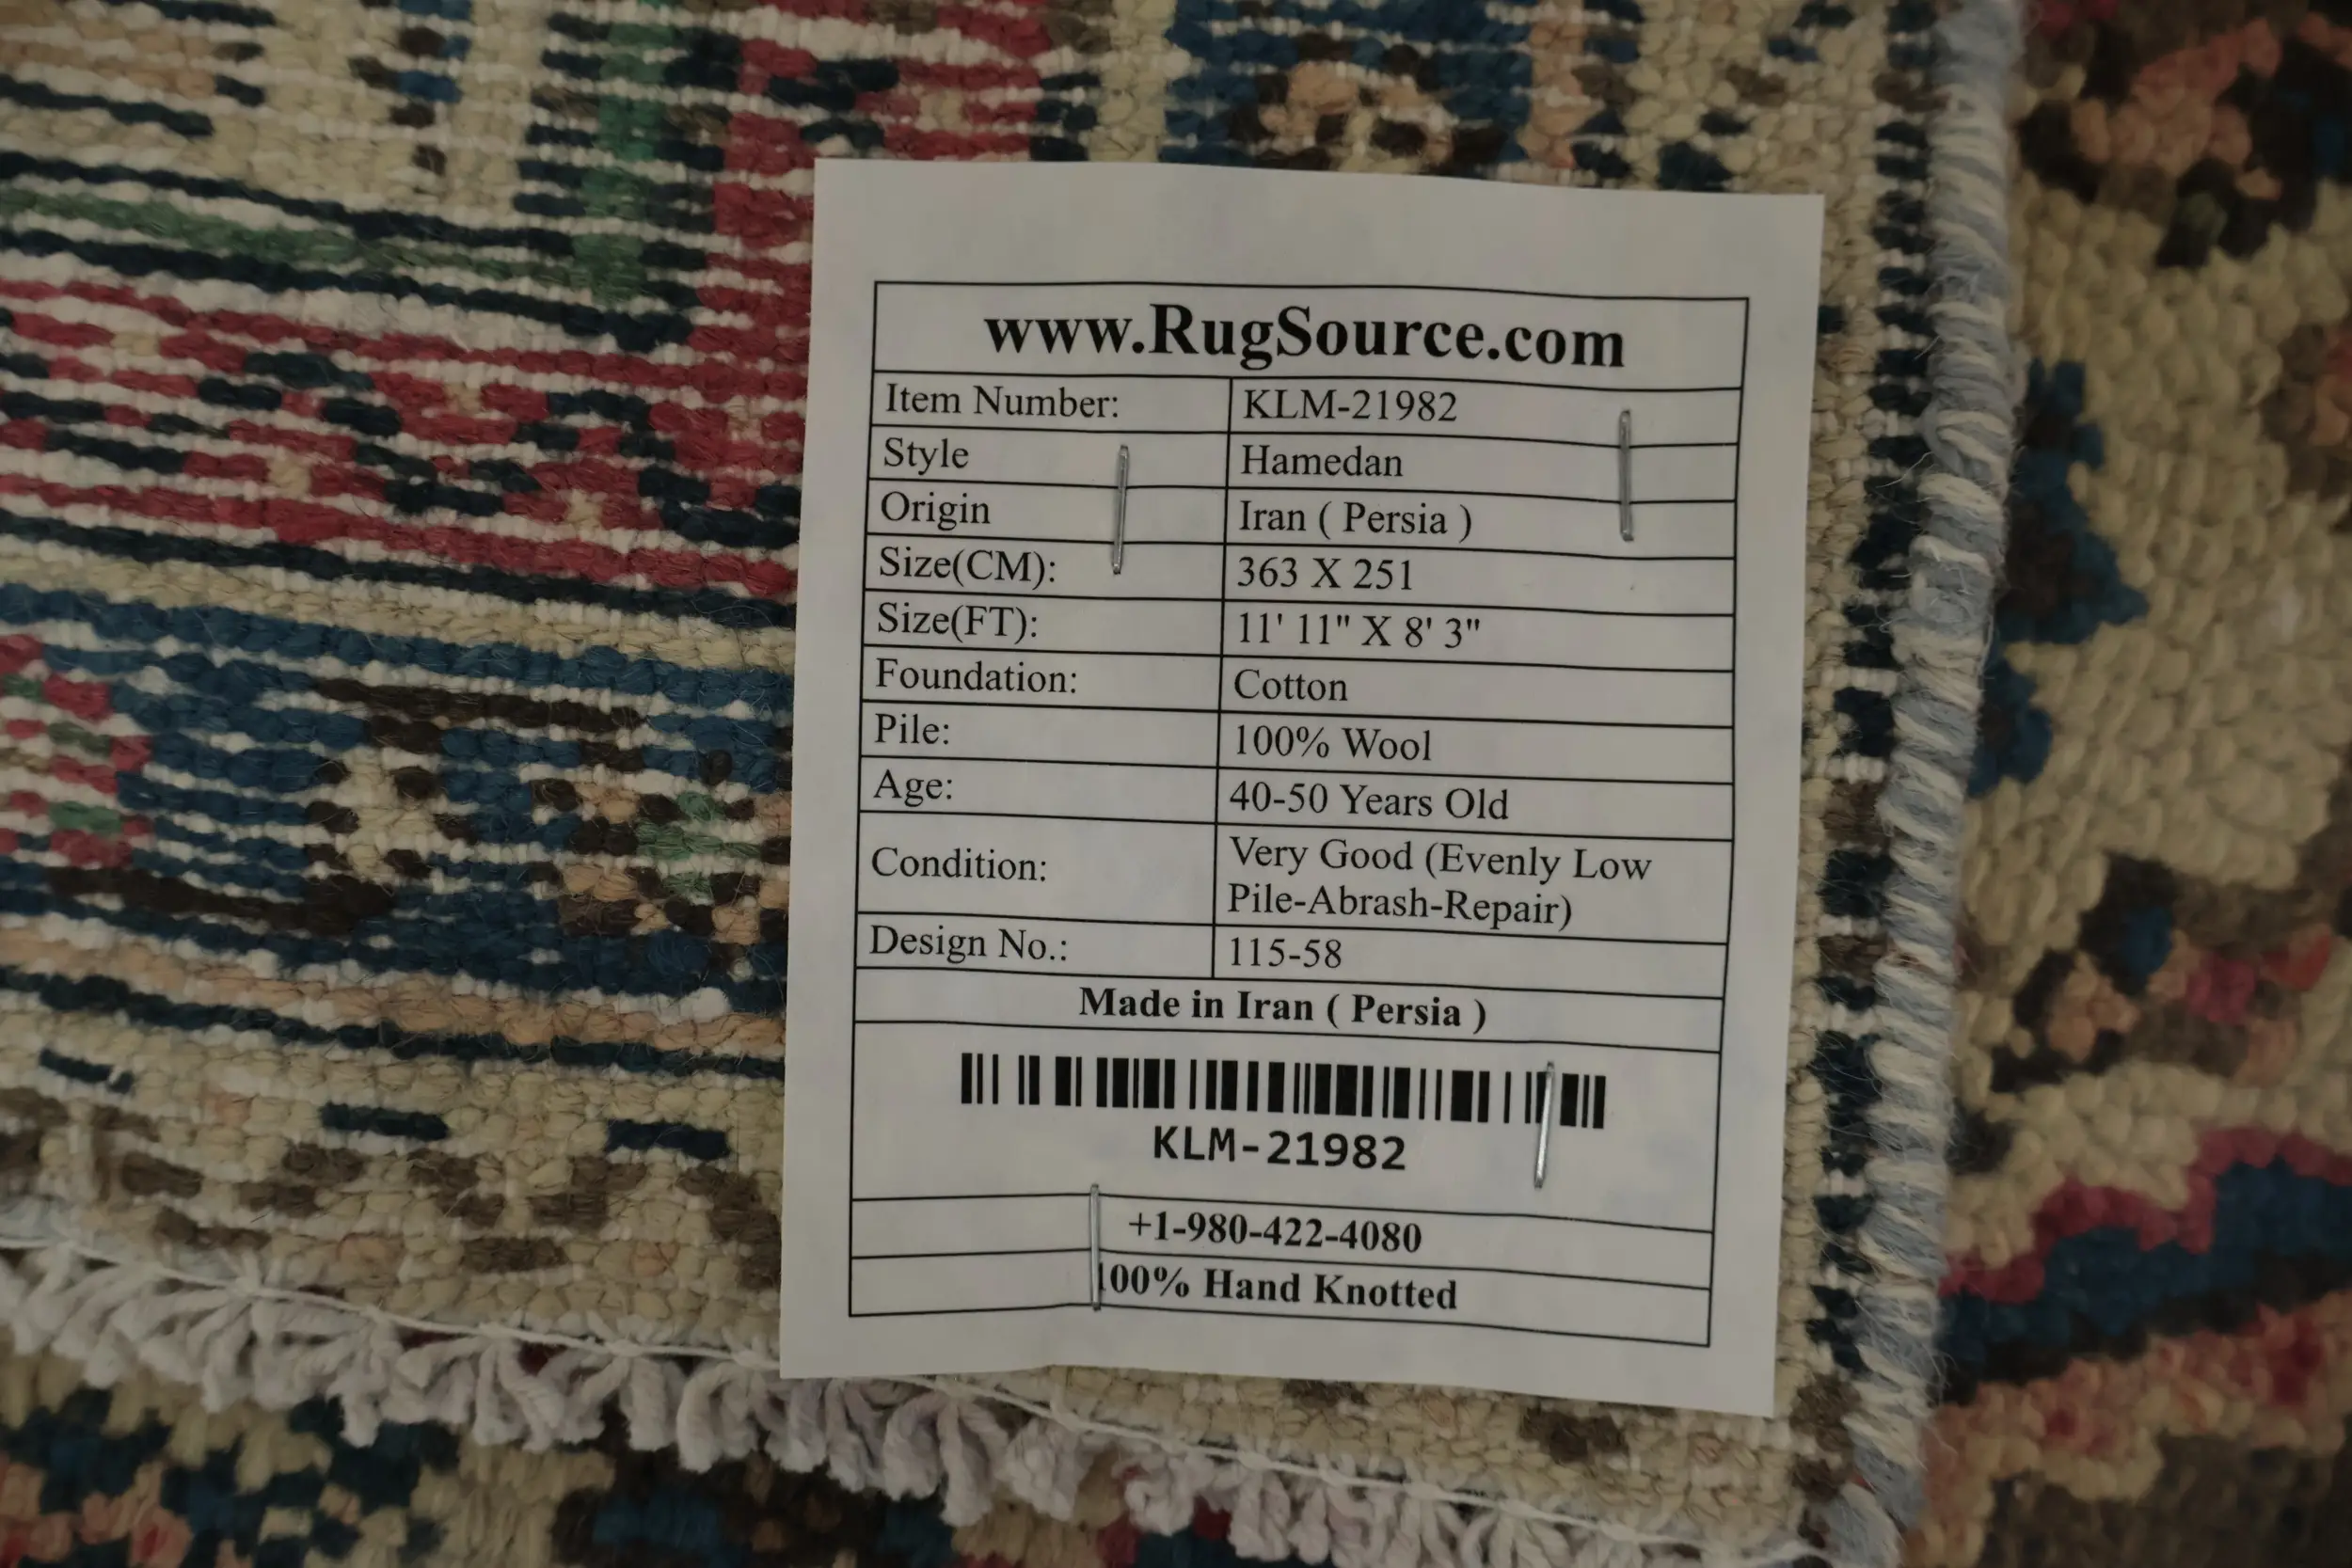 www.RugSource.com
Item Number: KLM-21982
Style Hamedan
Origin Iran ( Persia )
Size(CM): 363 X 251
Size(FT): 11' 11" X 8' 3"
Foundation: Cotton
Pile: 100% Wool
Age: 40-50 Years Old
Condition: Very Good (Evenly Low
Pile-Abrash-Repair)
Design No.: 115-58
Made in Iran ( Persia )
KLM-21982
+1-980-422-4080
100% Hand Knotted